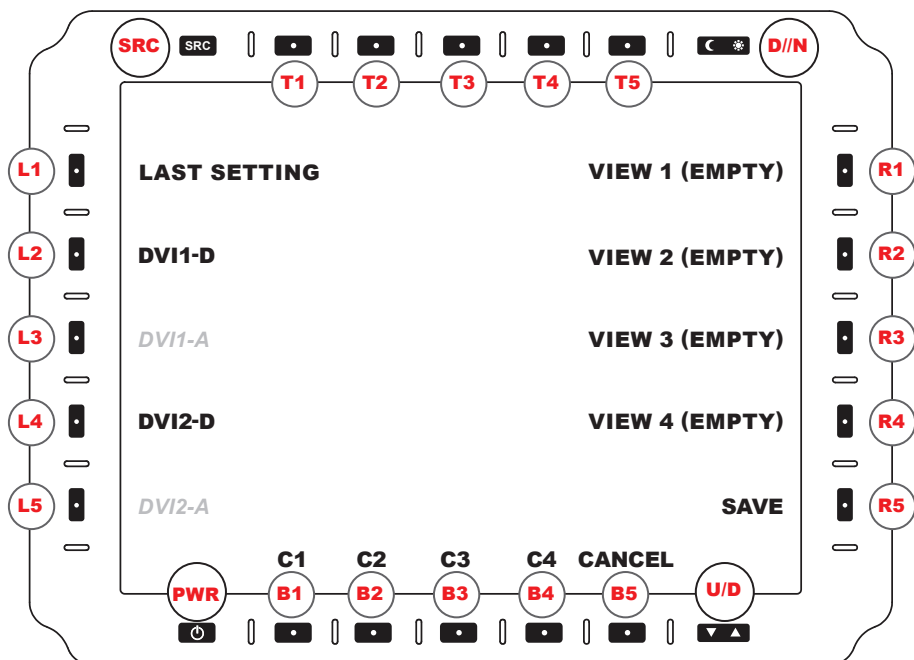 SRC SRC D//N
T1 T2 T3 T4 T5
L1 LAST SETTING VIEW 1 (EMPTY) R1
L2 DVI1-D VIEW 2 (EMPTY) R2
L3 DVI1-A VIEW 3 (EMPTY) R3
L4 DVI2-D VIEW 4 (EMPTY) R4
L5 DVI2-A SAVE R5
C1 C2 C3 C4 CANCEL
PWR B1 B2 B3 B4 B5 U/D